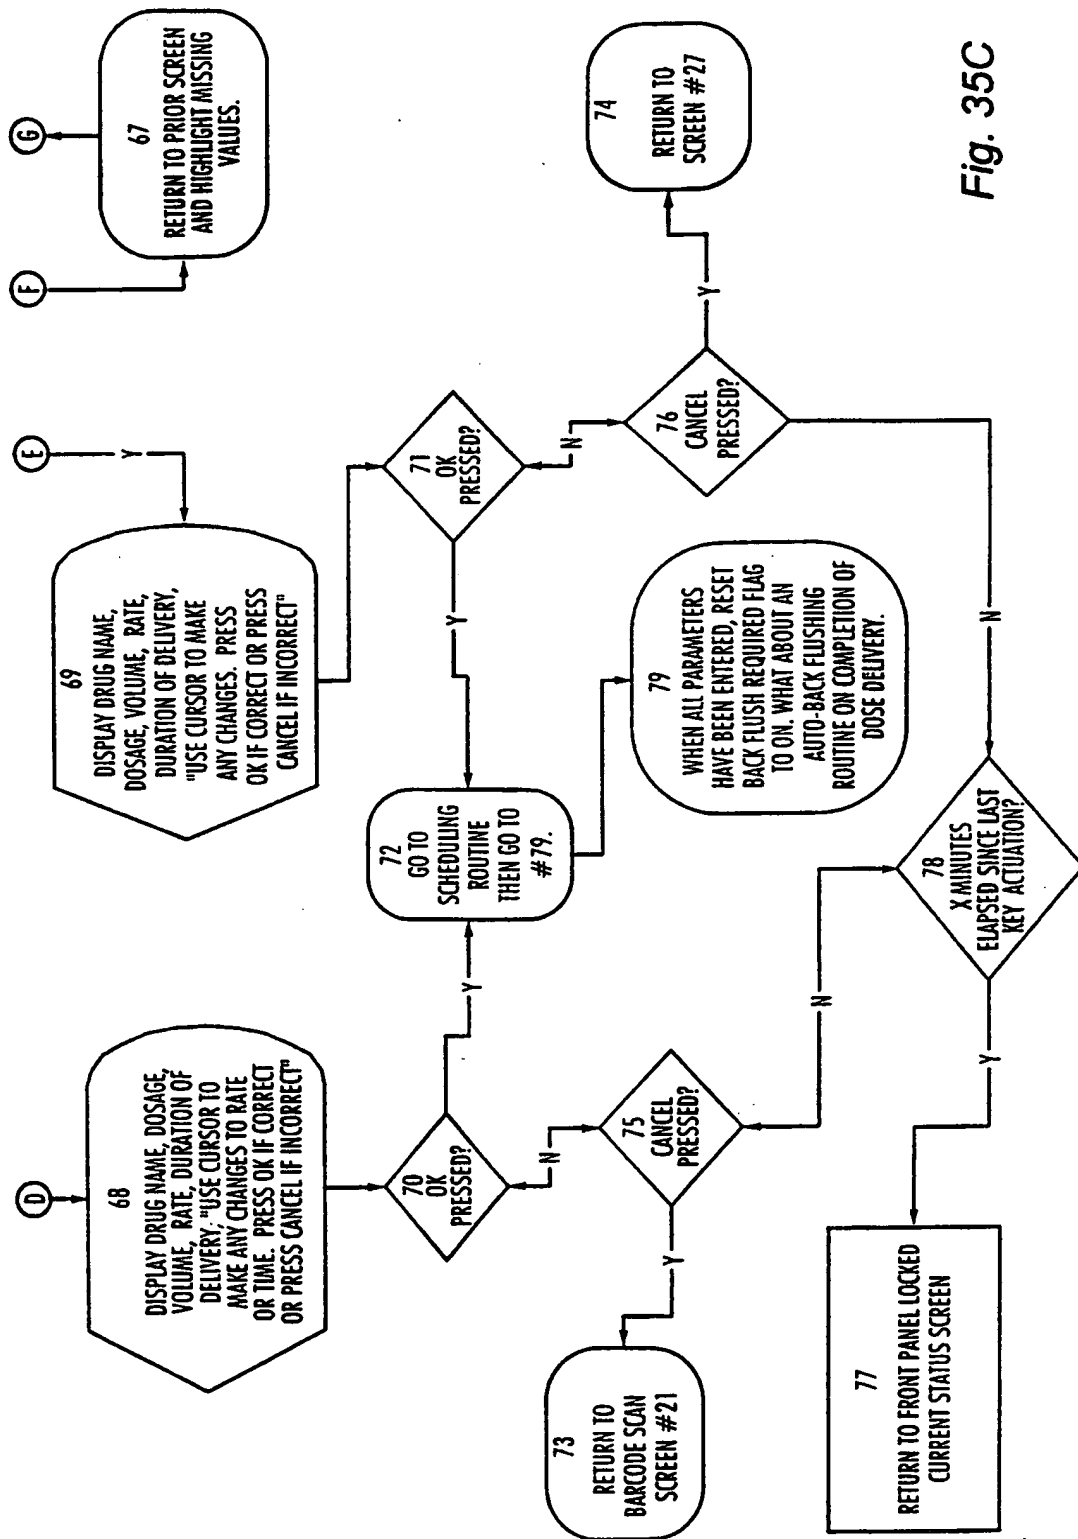 D
68
DISPLAY DRUG NAME, DOSAGE,
VOLUME, RATE, DURATION OF
DELIVERY, "USE CURSOR TO
MAKE ANY CHANGES TO RATE
OR TIME. PRESS OK IF CORRECT
OR PRESS CANCEL IF INCORRECT"
E
Y
69
DISPLAY DRUG NAME,
DOSAGE, VOLUME, RATE,
DURATION OF DELIVERY,
"USE CURSOR TO MAKE
ANY CHANGES. PRESS
OK IF CORRECT OR PRESS
CANCEL IF INCORRECT"
F
G
67
RETURN TO PRIOR SCREEN
AND HIGHLIGHT MISSING
VALUES.
70
OK
PRESSED?
Y
N
72
GO TO
SCHEDULING
ROUTINE
THEN GO TO
#79.
Y
71
OK
PRESSED?
N
73
RETURN TO
BARCODE SCAN
SCREEN #21
Y
75
CANCEL
PRESSED?
N
79
WHEN ALL PARAMETERS
HAVE BEEN ENTERED, RESET
BACK FLUSH REQUIRED FLAG
TO ON. WHAT ABOUT AN
AUTO-BACK FLUSHING
ROUTINE ON COMPLETION OF
DOSE DELIVERY.
76
CANCEL
PRESSED?
Y
N
74
RETURN TO
SCREEN #27
77
RETURN TO FRONT PANEL LOCKED
CURRENT STATUS SCREEN
Y
78
X MINUTES
ELAPSED SINCE LAST
KEY ACTUATION?
Fig. 35C